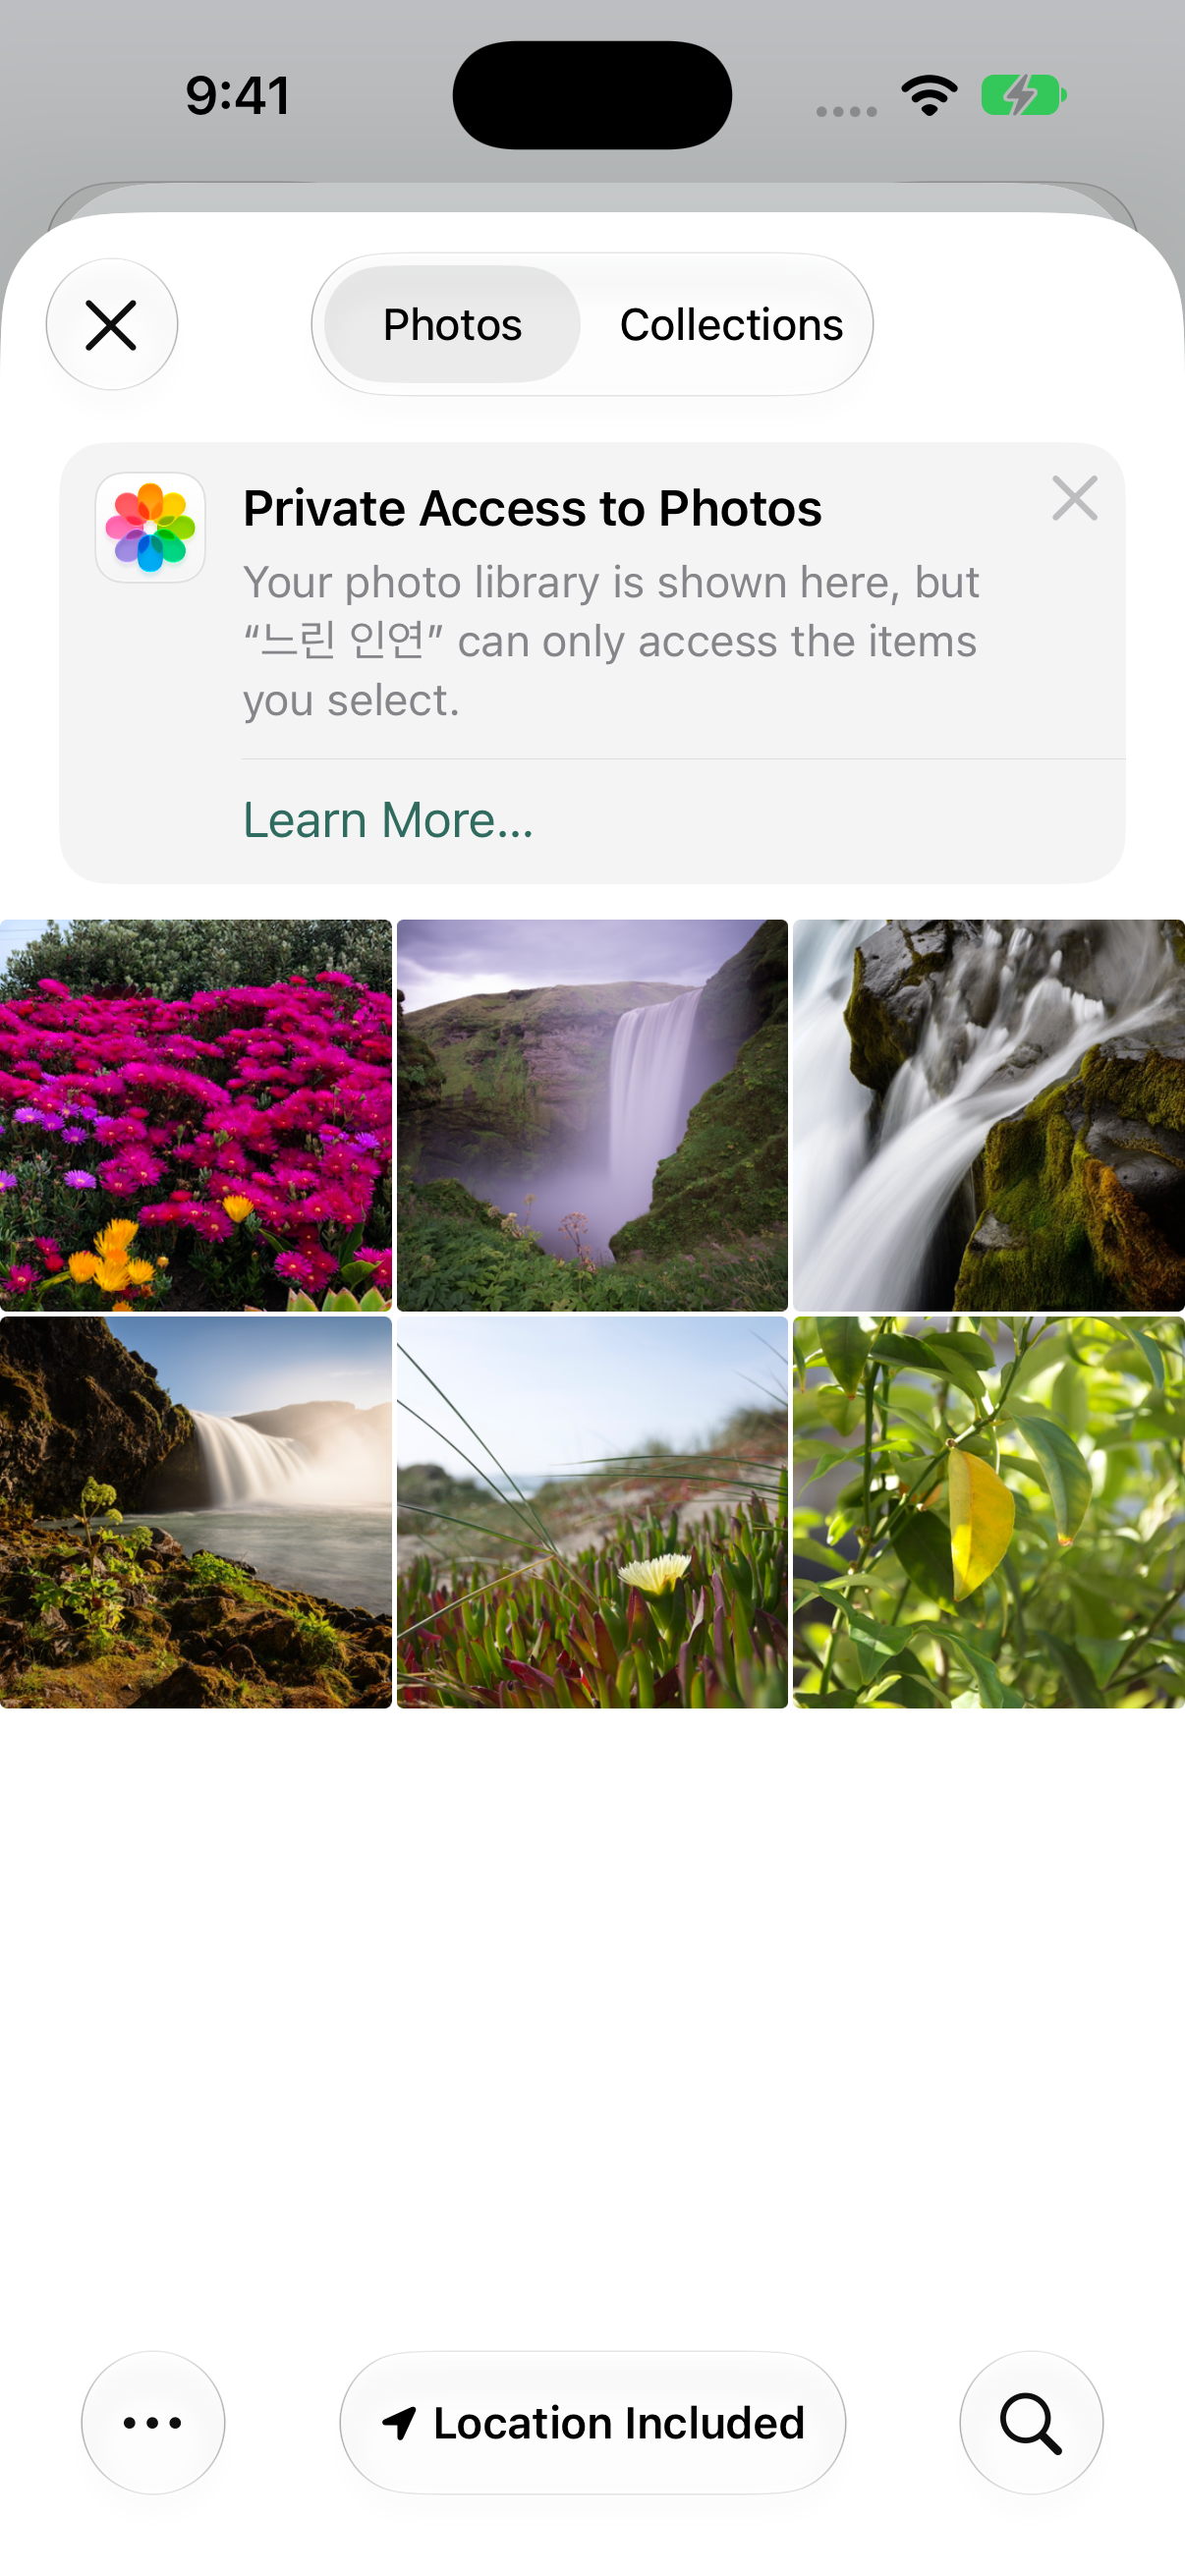 9:41
Photos
Collections
Private Access to Photos
Your photo library is shown here, but
“느린 인연” can only access the items
you select.
Learn More...
Location Included